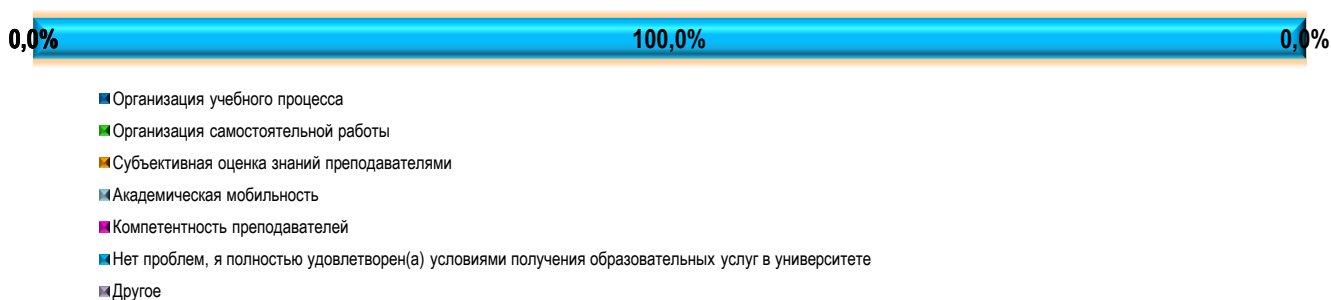 0,0% 100,0% 0,0%
Организация учебного процесса
Организация самостоятельной работы
Субъективная оценка знаний преподавателями
Академическая мобильность
Компетентность преподавателей
Нет проблем, я полностью удовлетворен(а) условиями получения образовательных услуг в университете
Другое